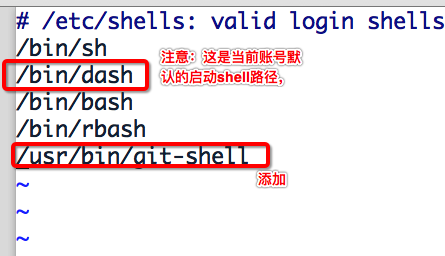 # /etc/shells: valid login shells
/bin/sh
注意：这是当前账号默
/bin/dash
认的启动shell路径，
/bin/bash
/bin/rbash
/usr/bin/git-shell
~
添加
~
~